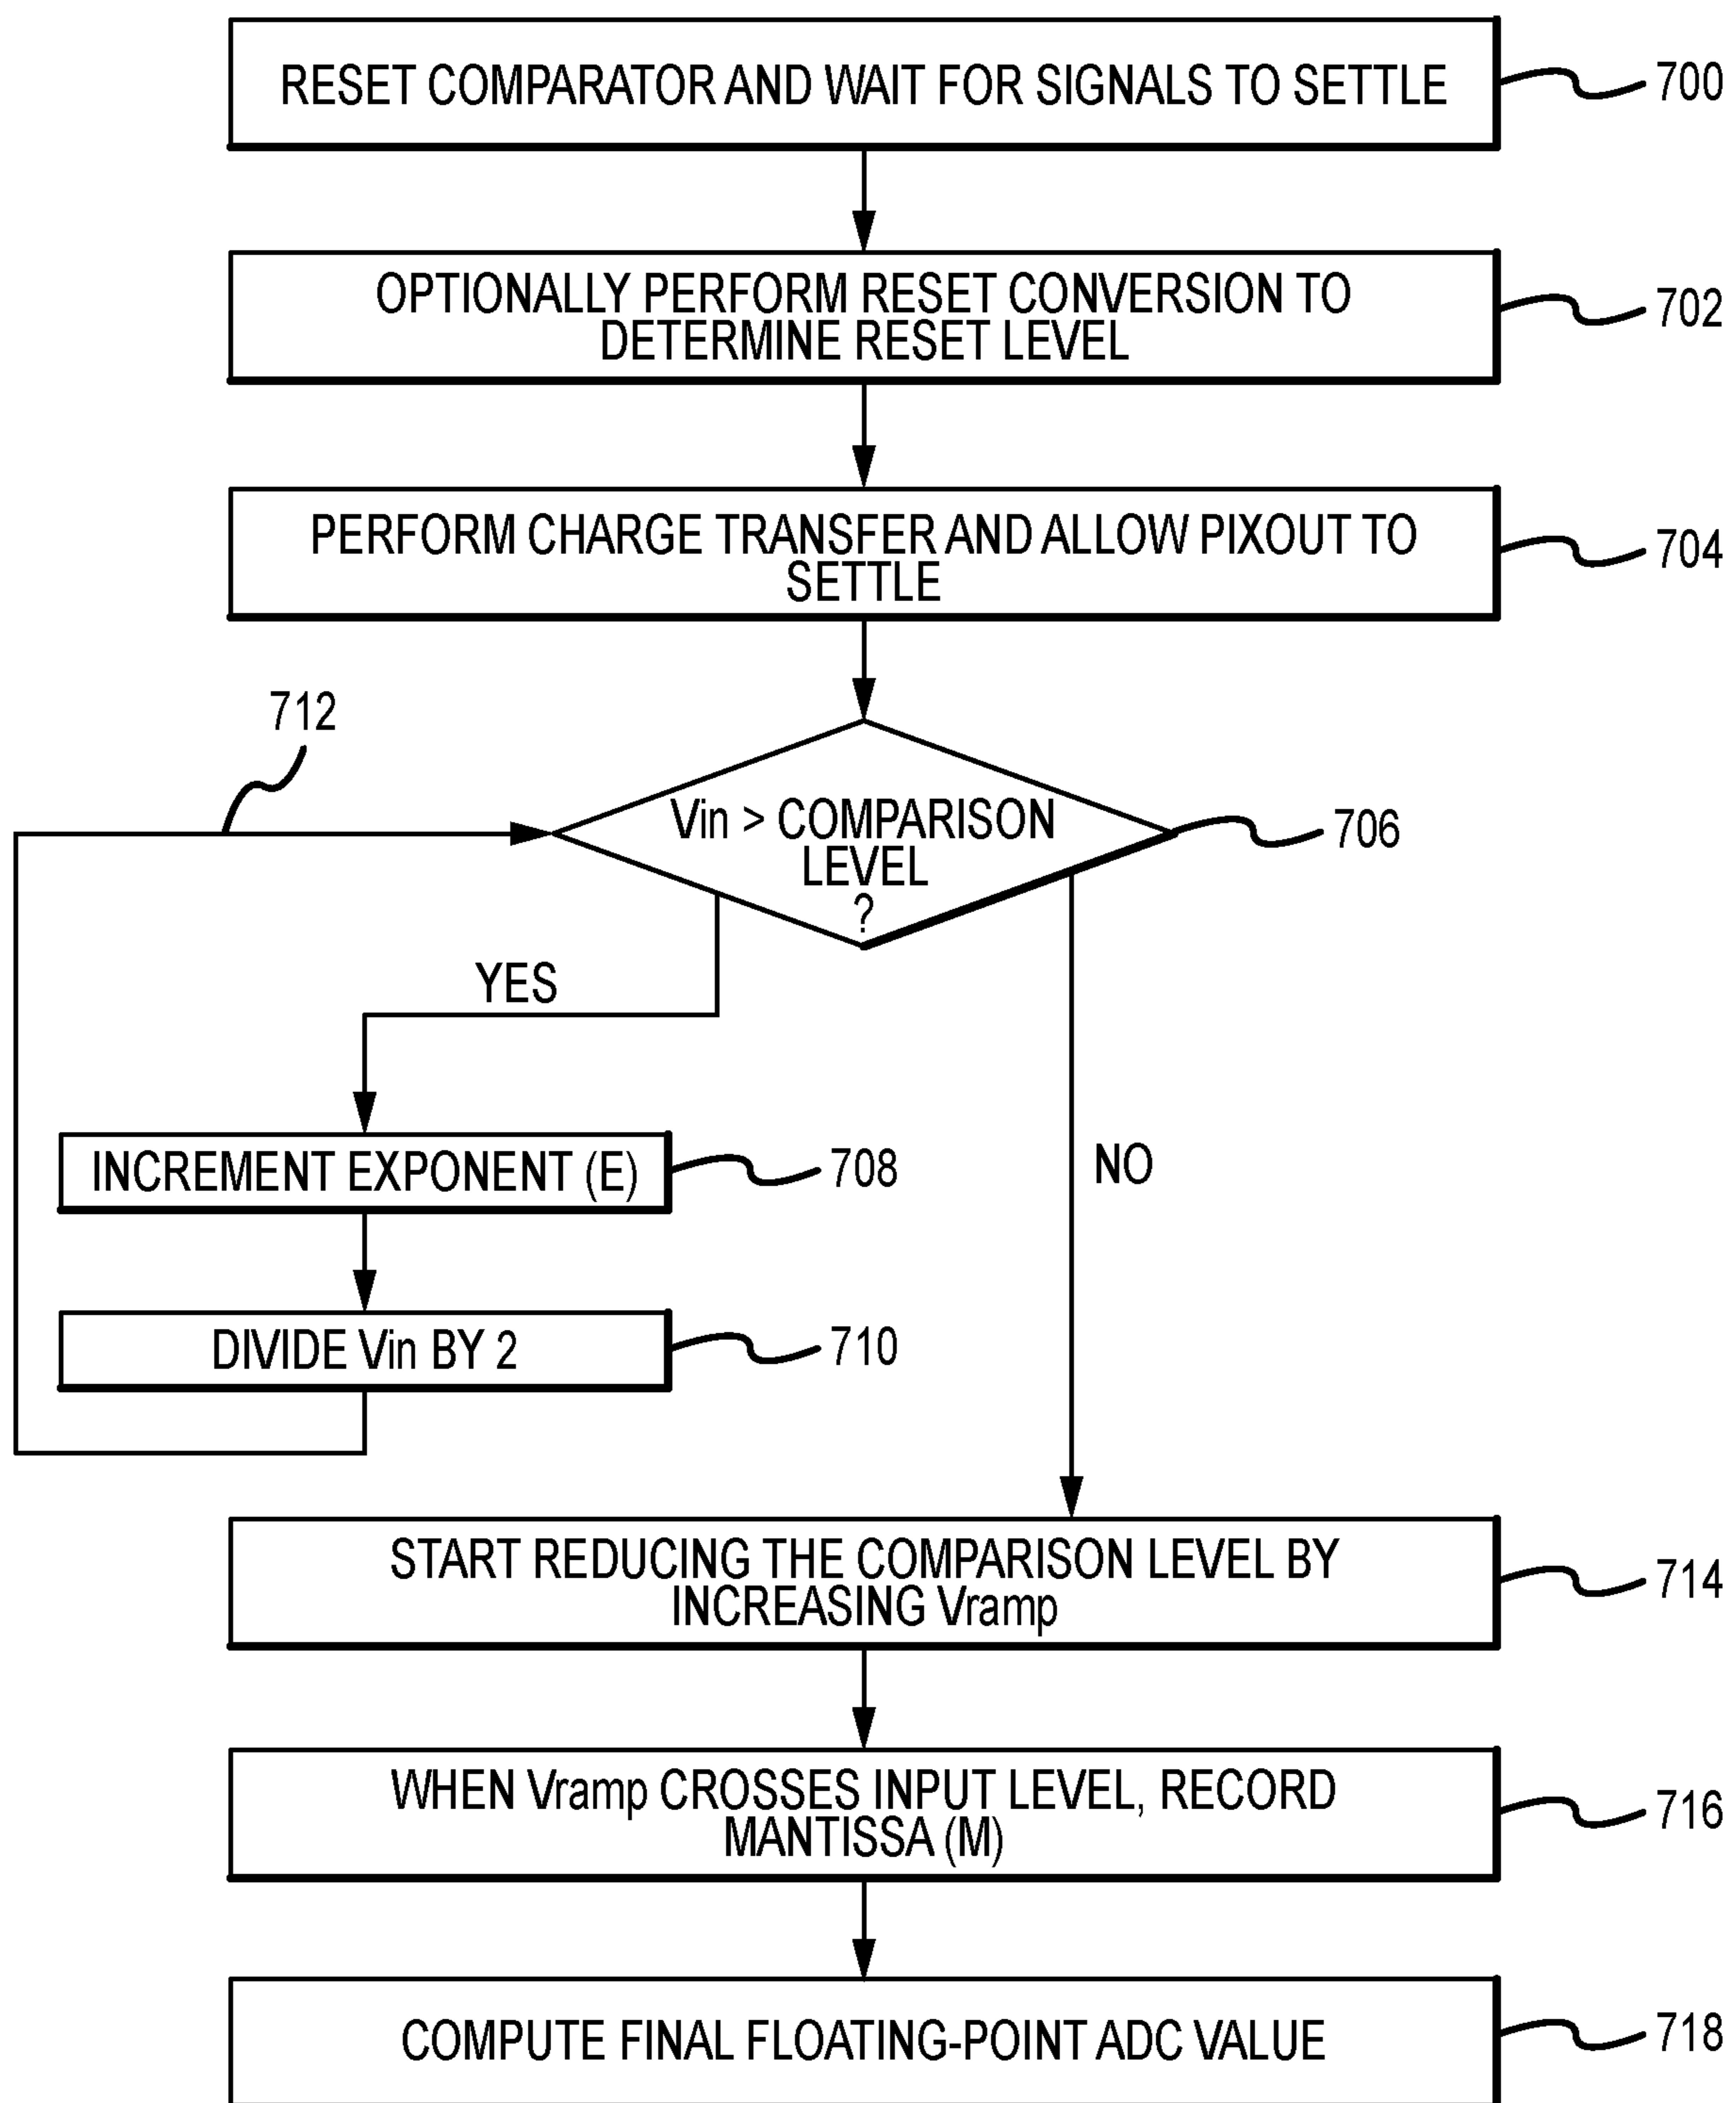 RESET COMPARATOR AND WAIT FOR SIGNALS TO SETTLE
700
OPTIONALLY PERFORM RESET CONVERSION TO
DETERMINE RESET LEVEL
702
PERFORM CHARGE TRANSFER AND ALLOW PIXOUT TO
SETTLE
704
712
Vin > COMPARISON
LEVEL
?
706
YES
NO
INCREMENT EXPONENT (E)
708
DIVIDE Vin BY 2
710
START REDUCING THE COMPARISON LEVEL BY
INCREASING Vramp
714
WHEN Vramp CROSSES INPUT LEVEL, RECORD
MANTISSA (M)
716
COMPUTE FINAL FLOATING-POINT ADC VALUE
718